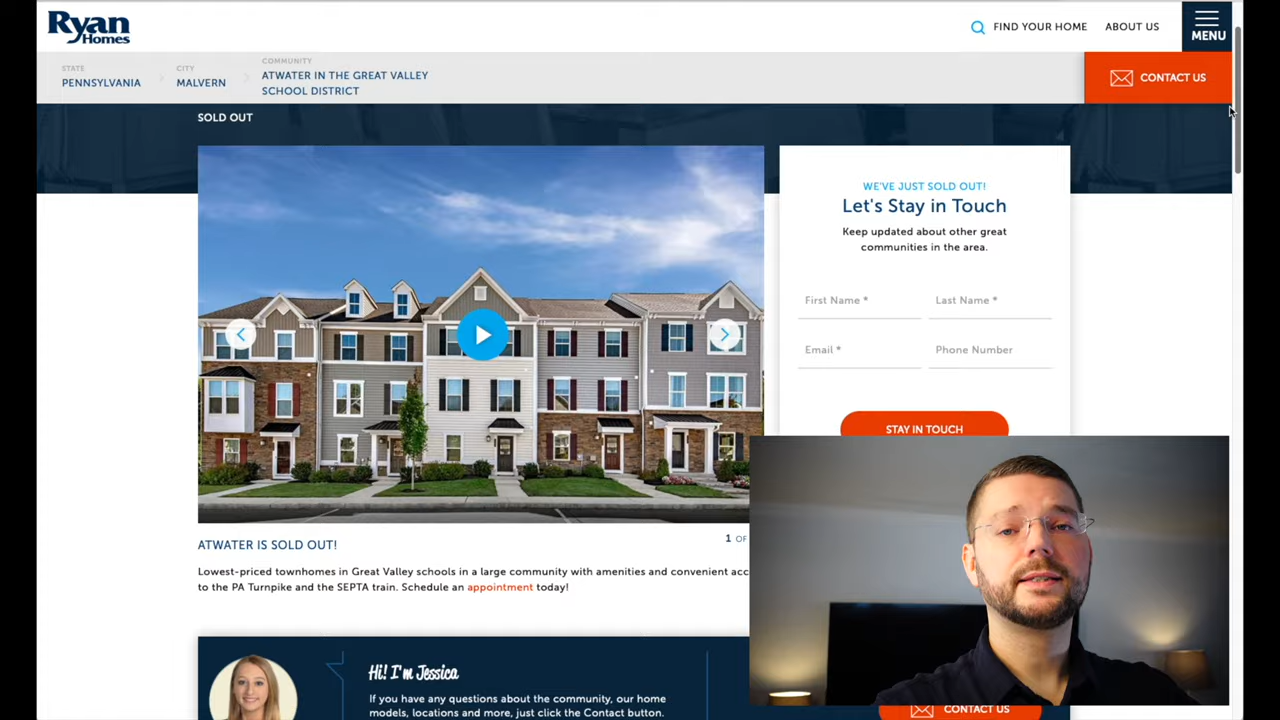 Ryan
Homes
FIND YOUR HOME
ABOUT US
MENU
STATE
PENNSYLVANIA
CITY
MALVERN
COMMUNITY
ATWATER IN THE GREAT VALLEY
SCHOOL DISTRICT
CONTACT US
SOLD OUT
WE'VE JUST SOLD OUT!
Let's Stay in Touch
Keep updated about other great
communities in the area.
First Name *
Last Name *
Email *
Phone Number
STAY IN TOUCH
1 OF
ATWATER IS SOLD OUT!
Lowest-priced townhomes in Great Valley schools in a large community with amenities and convenient
to the PA Turnpike and the SEPTA train. Schedule an appointment today!
Hi! I'm Jessica
If you have any questions about the community, our home
models, locations and more, just click the Contact button.
CONTACT US